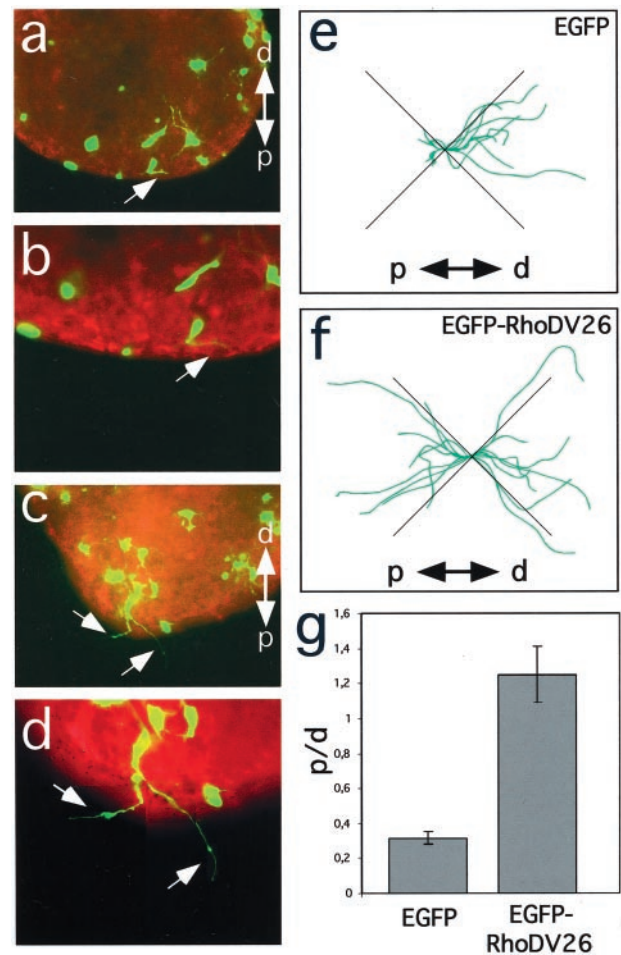 a
d
p
b
c
d
p
d
e
EGFP
p d
f
EGFP-RhoDV26
p d
g
p/d
1,6
1,4
1,2
1
0,8
0,6
0,4
0,2
0
EGFP
EGFP-
RhoDV26